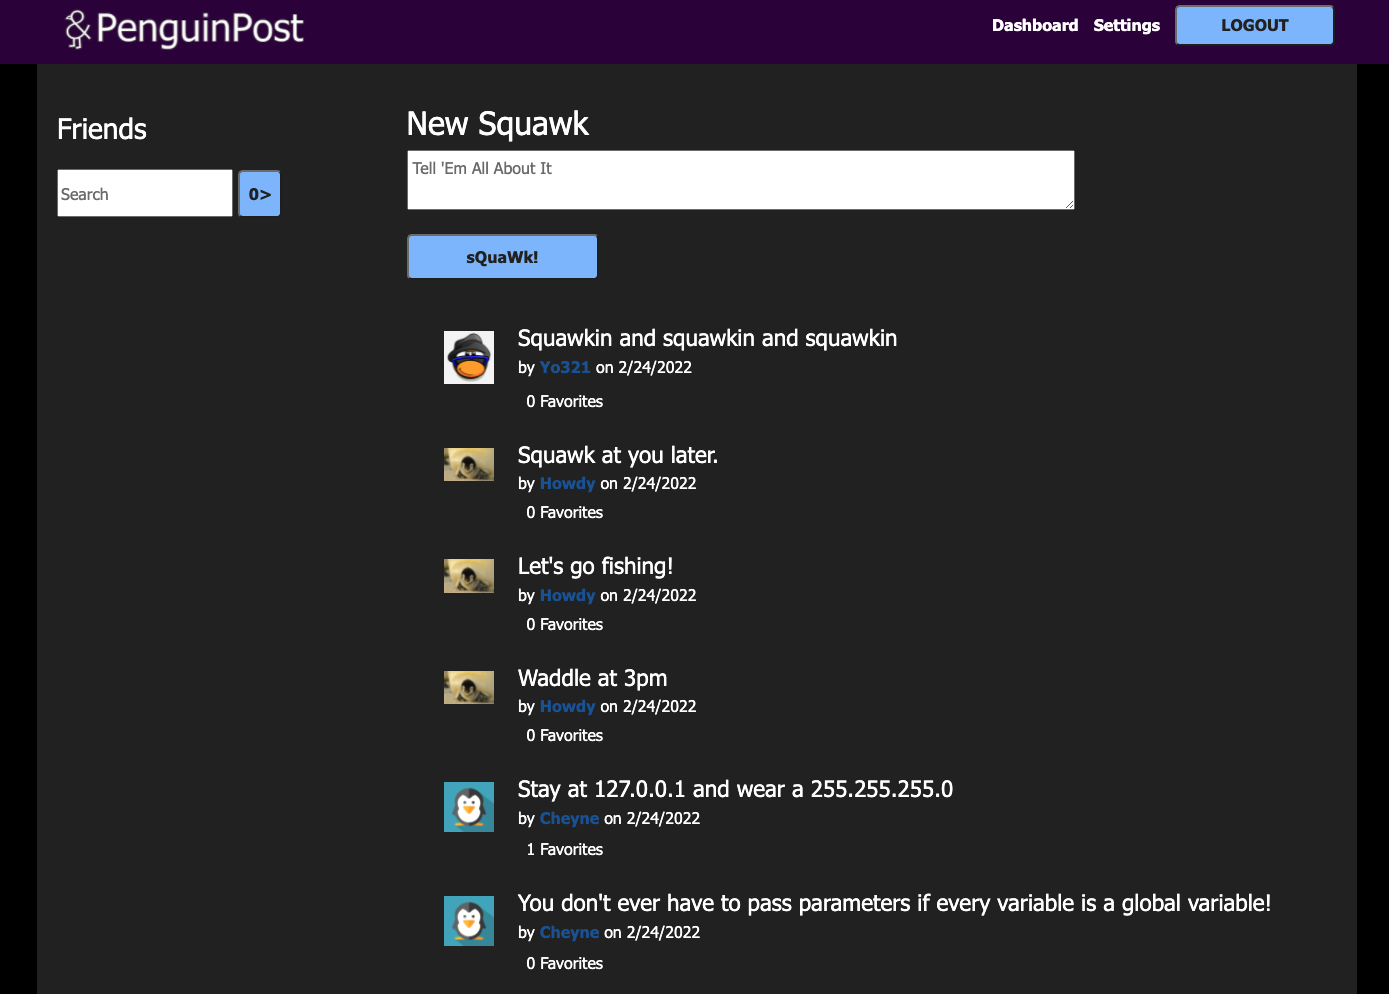 PenguinPost
Dashboard Settings LOGOUT
Friends
Search 0>
New Squawk
Tell 'Em All About It
sQuaWk!
Squawkin and squawkin and squawkin
by Yo321 on 2/24/2022
0 Favorites
Squawk at you later.
by Howdy on 2/24/2022
0 Favorites
Let's go fishing!
by Howdy on 2/24/2022
0 Favorites
Waddle at 3pm
by Howdy on 2/24/2022
0 Favorites
Stay at 127.0.0.1 and wear a 255.255.255.0
by Cheyne on 2/24/2022
1 Favorites
You don't ever have to pass parameters if every variable is a global variable!
by Cheyne on 2/24/2022
0 Favorites